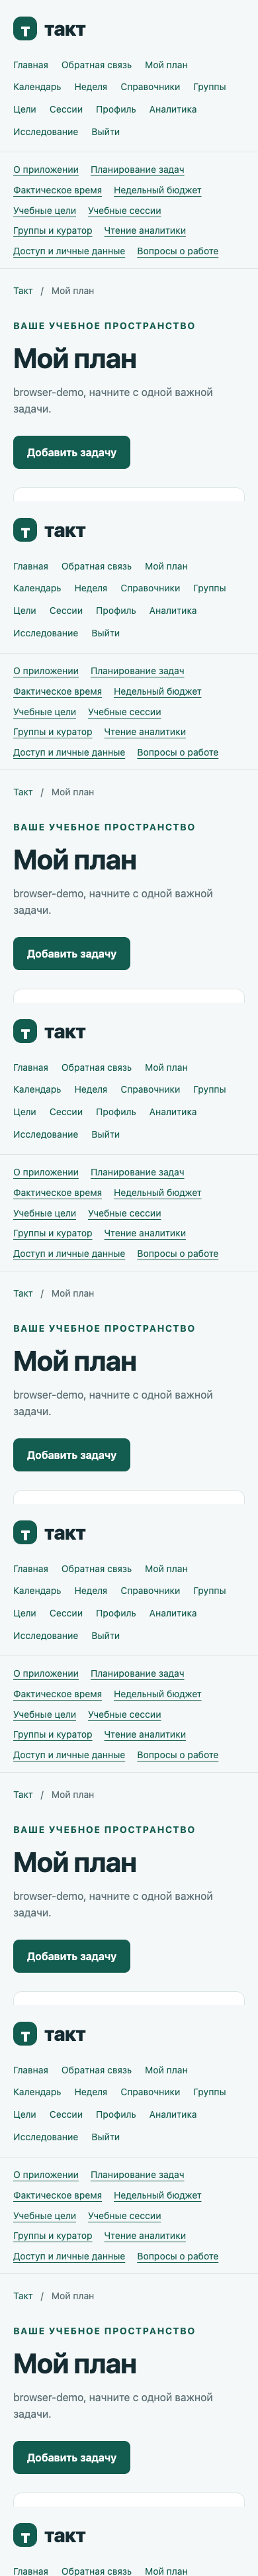 т такт
Главная Обратная связь Мой план
Календарь Неделя Справочники Группы
Цели Сессии Профиль Аналитика
Исследование Выйти
О приложении Планирование задач
Фактическое время Недельный бюджет
Учебные цели Учебные сессии
Группы и куратор Чтение аналитики
Доступ и личные данные Вопросы о работе
Такт / Мой план
ВАШЕ УЧЕБНОЕ ПРОСТРАНСТВО
Мой план
browser-demo, начните с одной важной
задачи.
Добавить задачу
т такт
Главная Обратная связь Мой план
Календарь Неделя Справочники Группы
Цели Сессии Профиль Аналитика
Исследование Выйти
О приложении Планирование задач
Фактическое время Недельный бюджет
Учебные цели Учебные сессии
Группы и куратор Чтение аналитики
Доступ и личные данные Вопросы о работе
Такт / Мой план
ВАШЕ УЧЕБНОЕ ПРОСТРАНСТВО
Мой план
browser-demo, начните с одной важной
задачи.
Добавить задачу
т такт
Главная Обратная связь Мой план
Календарь Неделя Справочники Группы
Цели Сессии Профиль Аналитика
Исследование Выйти
О приложении Планирование задач
Фактическое время Недельный бюджет
Учебные цели Учебные сессии
Группы и куратор Чтение аналитики
Доступ и личные данные Вопросы о работе
Такт / Мой план
ВАШЕ УЧЕБНОЕ ПРОСТРАНСТВО
Мой план
browser-demo, начните с одной важной
задачи.
Добавить задачу
т такт
Главная Обратная связь Мой план
Календарь Неделя Справочники Группы
Цели Сессии Профиль Аналитика
Исследование Выйти
О приложении Планирование задач
Фактическое время Недельный бюджет
Учебные цели Учебные сессии
Группы и куратор Чтение аналитики
Доступ и личные данные Вопросы о работе
Такт / Мой план
ВАШЕ УЧЕБНОЕ ПРОСТРАНСТВО
Мой план
browser-demo, начните с одной важной
задачи.
Добавить задачу
т такт
Главная Обратная связь Мой план
Календарь Неделя Справочники Группы
Цели Сессии Профиль Аналитика
Исследование Выйти
О приложении Планирование задач
Фактическое время Недельный бюджет
Учебные цели Учебные сессии
Группы и куратор Чтение аналитики
Доступ и личные данные Вопросы о работе
Такт / Мой план
ВАШЕ УЧЕБНОЕ ПРОСТРАНСТВО
Мой план
browser-demo, начните с одной важной
задачи.
Добавить задачу
т такт
Главная Обратная связь Мой план